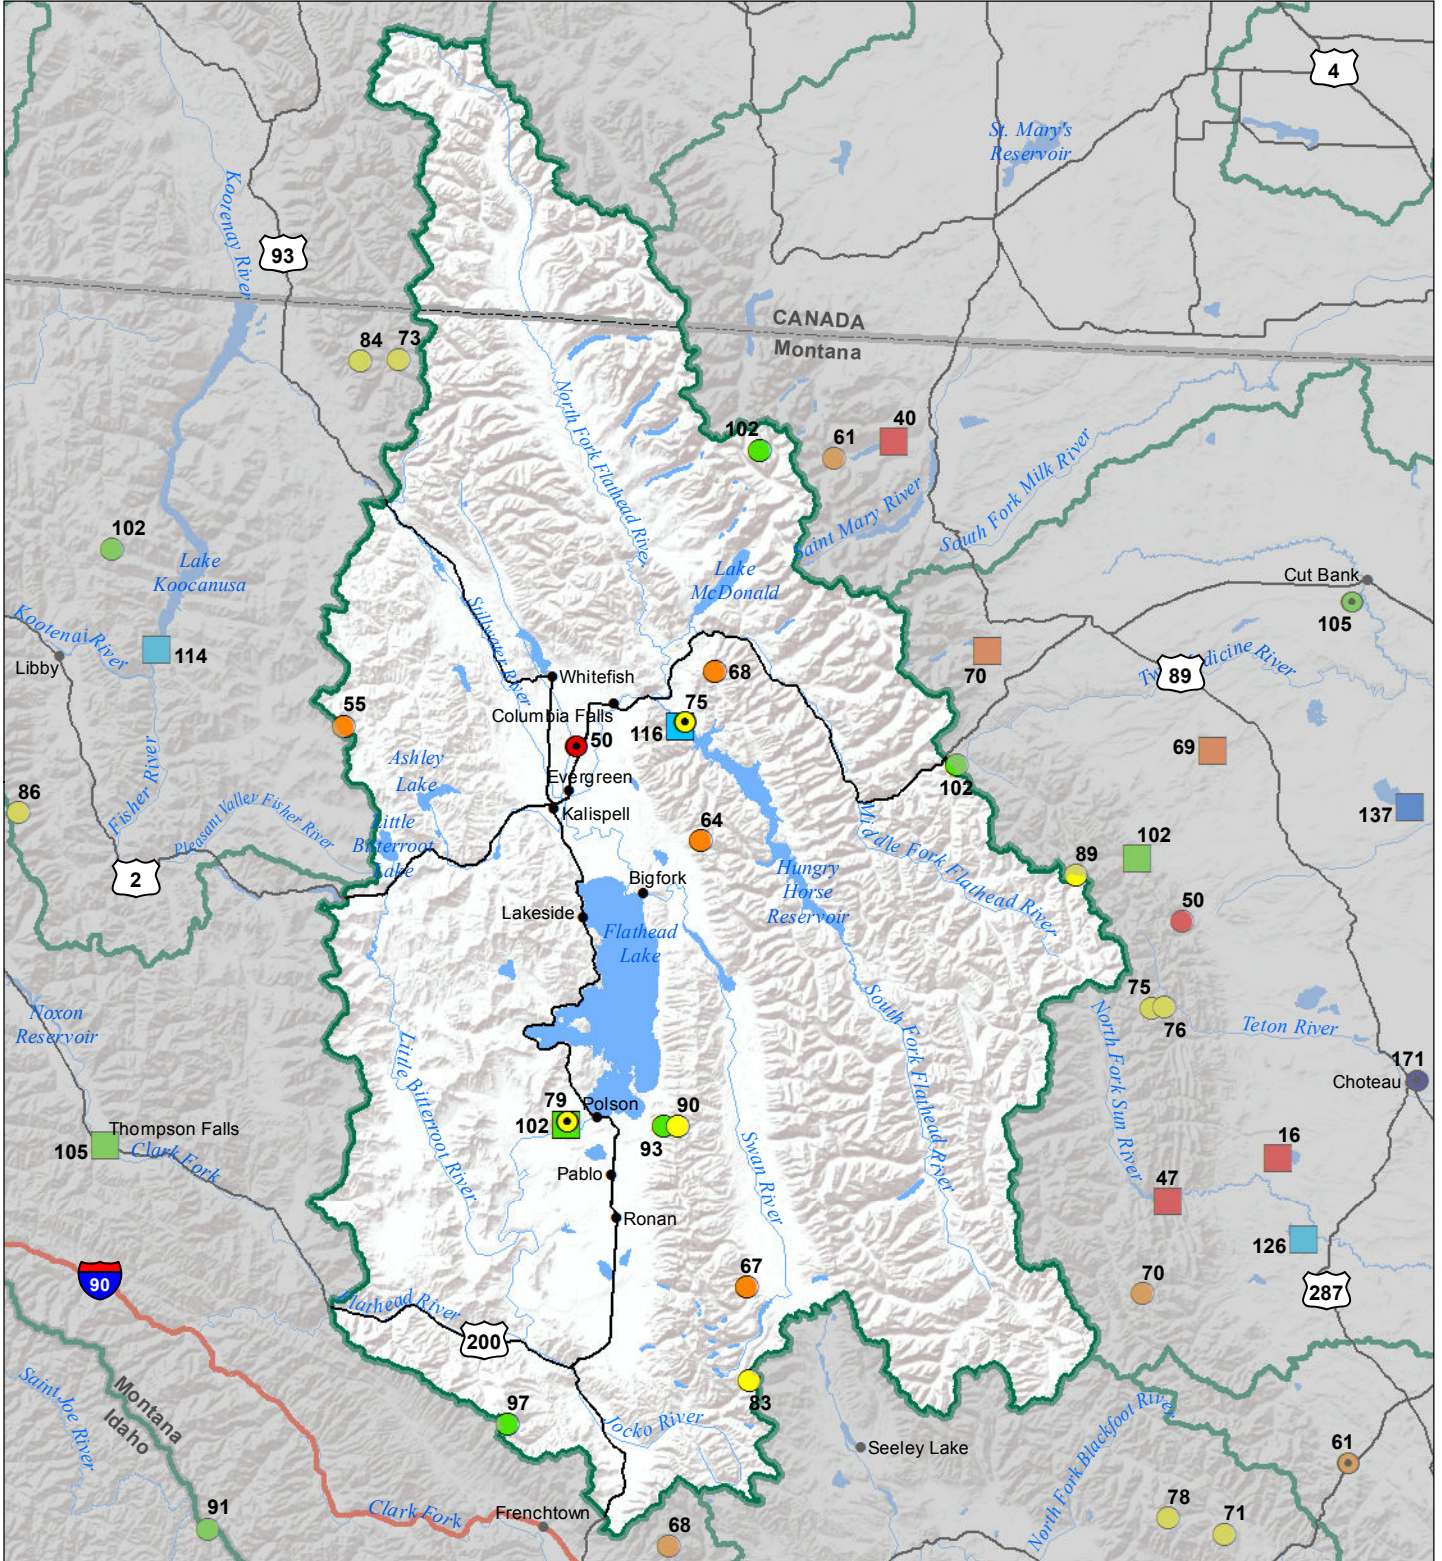 4
St. Mary's
Reservoir
Kootenay River
93
CANADA
Montana
84
73
North Fork Flathead River
102
61
40
Saint Mary River
South Fork Milk River
102
Lake
Koocanusa
Lake
McDonald
Cut Bank
105
Kootenai River
Libby
114
Stillwater River
Whitefish
68
70
Two Medicine River
89
55
Columbia Falls
75
116
50
69
Ashley
Lake
Evergreen
102
86
Fisher River
Pleasant Valley Fisher River
Little
Bitterroot
Lake
Kalispell
137
2
64
Middle Fork Flathead River
102
89
Hungry
Horse
Reservoir
Bigfork
50
Lakeside
Flathead
Lake
75
76
Noxon
Reservoir
Little Bitterroot River
South Fork Flathead River
North Fork Sun River
Teton River
171
Choteau
79
102
Polson
90
93
Thompson Falls
105
Clark Fork
Swan River
16
Pablo
47
Ronan
126
67
70
90
287
Flathead River
200
83
Montana
Idaho
Saint Joe River
97
Jocko River
Seeley Lake
North Fork Blackfoot River
61
91
Clark Fork
Frenchtown
68
78
71